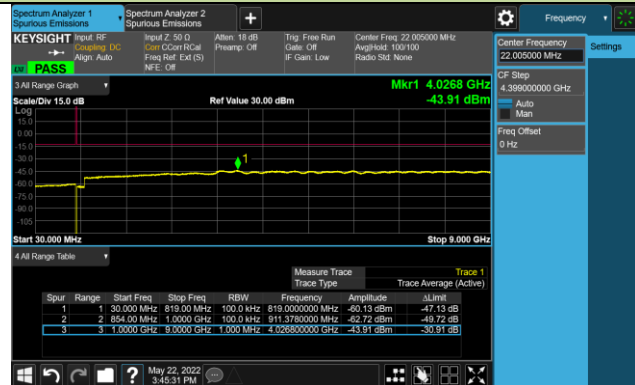 Spectrum Analyzer 1
Spurious Emissions
Spectrum Analyzer 2
Spurious Emissions
+
Frequency
KEYSIGHT
Input: RF
Coupling: DC
Align: Auto
Input Z: 50 Ω
Corr CCorr RCal
Freq Ref: Ext (S)
NFE: Off
Atten: 18 dB
Preamp: Off
Trig: Free Run
Gate: Off
IF Gain: Low
Center Freq: 22.005000 MHz
Avg|Hold: 100/100
Radio Std: None
PASS
Center Frequency
22.005000 MHz
Settings
CF Step
4.399000000 GHz
Auto
Man
Freq Offset
0 Hz
3 All Range Graph
Mkr1 4.0268 GHz
Scale/Div 15.0 dB
Ref Value 30.00 dBm
-43.91 dBm
Log
15.0
0.00
-15.0
-30.0
-45.0
-60.0
-75.0
-90.0
-105
1
Start 30.000 MHz
Stop 9.000 GHz
4 All Range Table
Measure Trace Trace 1
Trace Type Trace Average (Active)
Spur Range Start Freq Stop Freq RBW Frequency Amplitude ΔLimit
1 1 30.000 MHz 819.00 MHz 100.0 kHz 819.0000000 MHz -60.13 dBm -47.13 dB
2 2 854.00 MHz 1.0000 GHz 100.0 kHz 911.3780000 MHz -62.72 dBm -49.72 dB
3 3 1.0000 GHz 9.0000 GHz 1.000 MHz 4.026800000 GHz -43.91 dBm -30.91 dB
?
May 22, 2022
3:45:31 PM